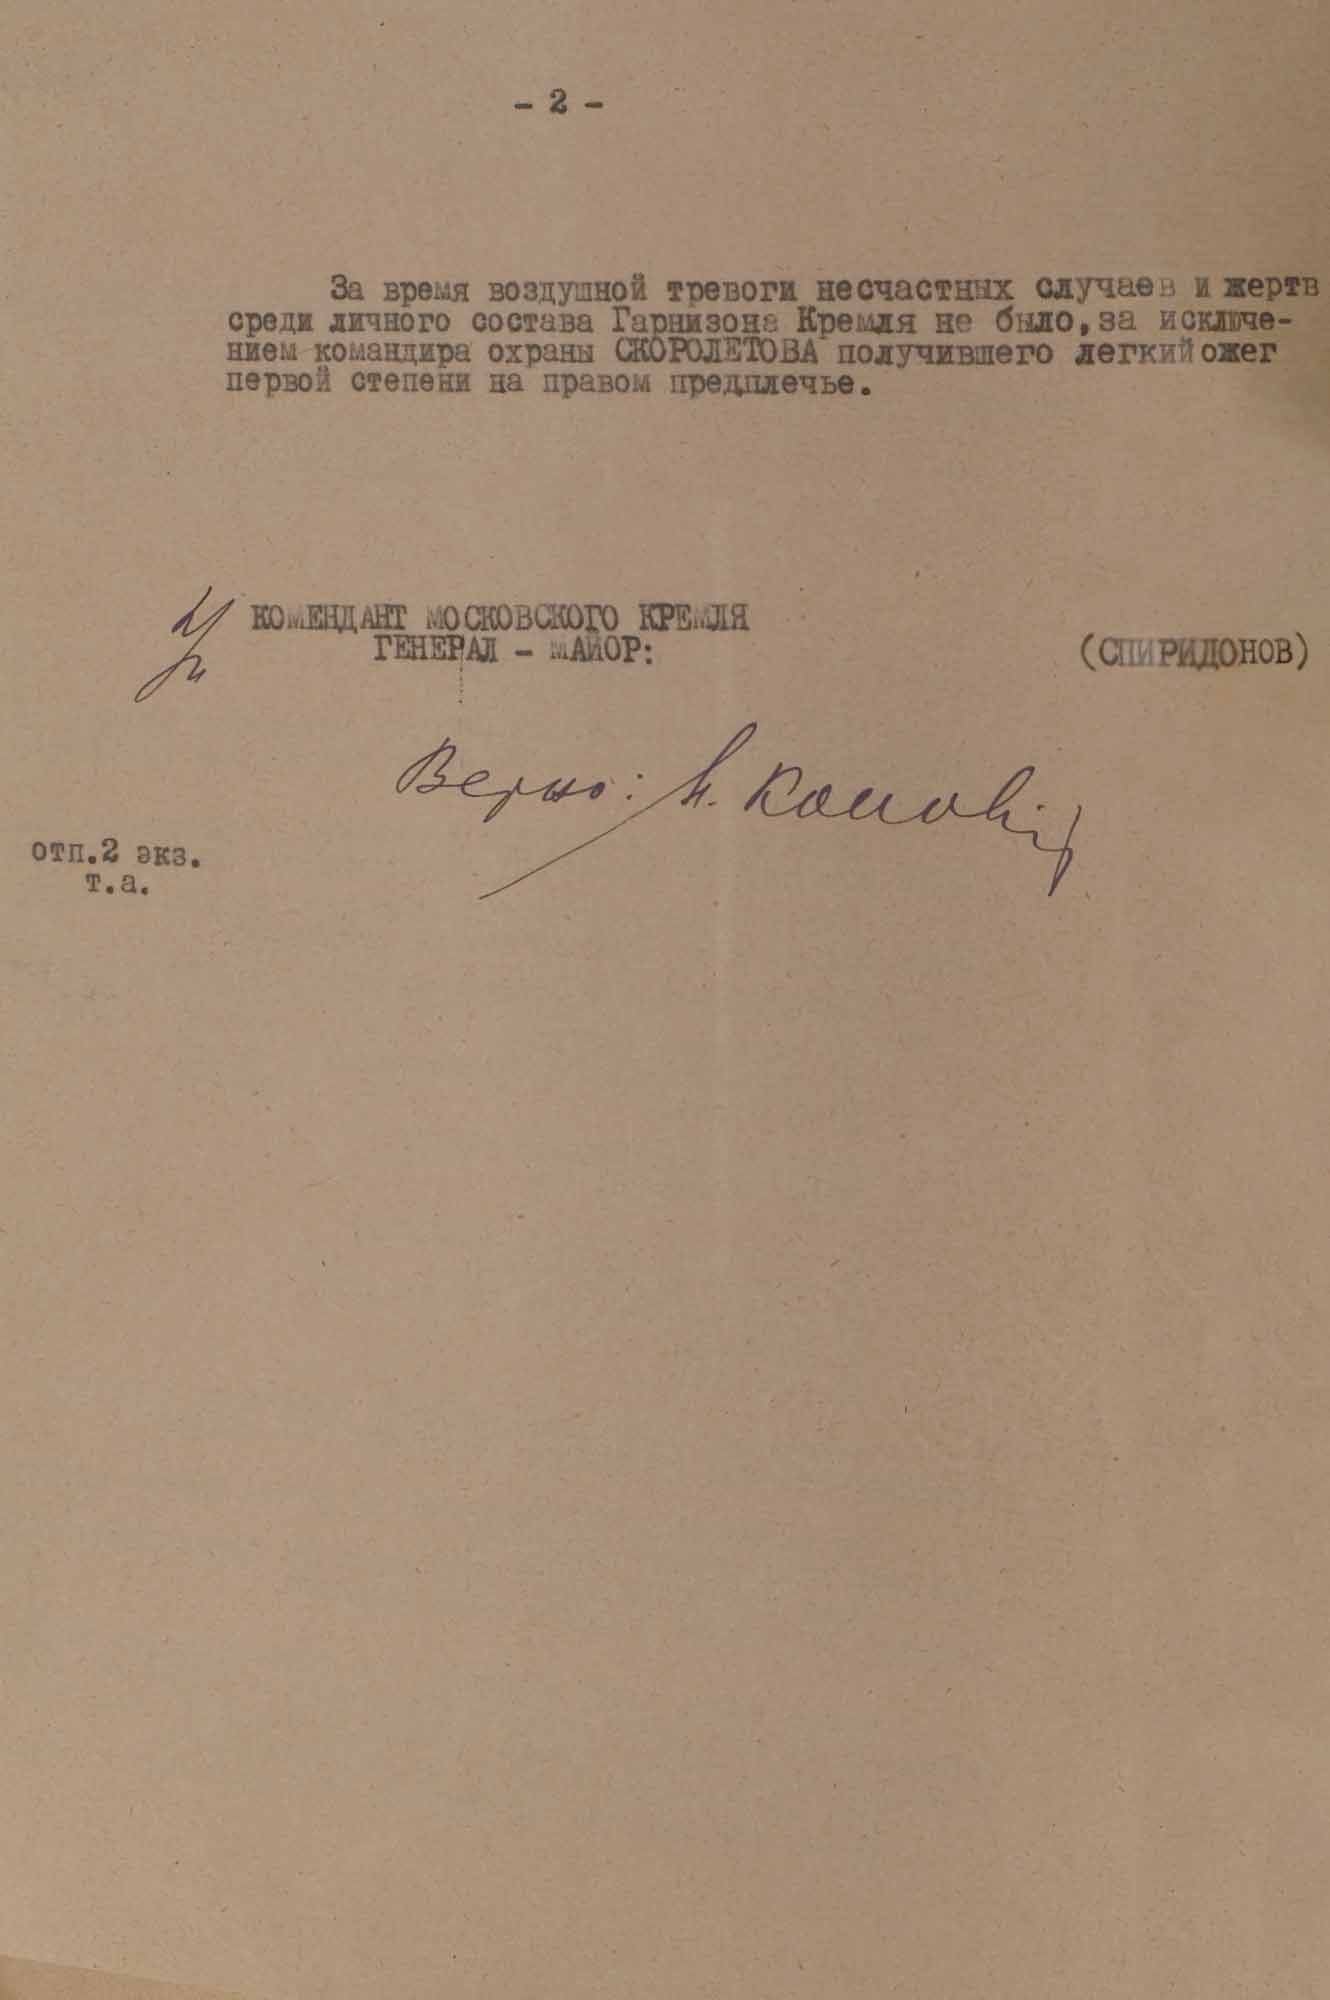 - 2 -
За время воздушной тревоги несчастных случаев и жертв
среди личного состава Гарнизона Кремля не было, за исключе-
нием командира охраны СКОРОЛЕТОВА получившего легкий ожег
первой степени на правом предплечье.
КОМЕНДАНТ МОСКОВСКОГО КРЕМЛЯ
ГЕНЕРАЛ - МАЙОР:
(СПИРИДОНОВ)
Верно:
отп.2 экз.
т.а.